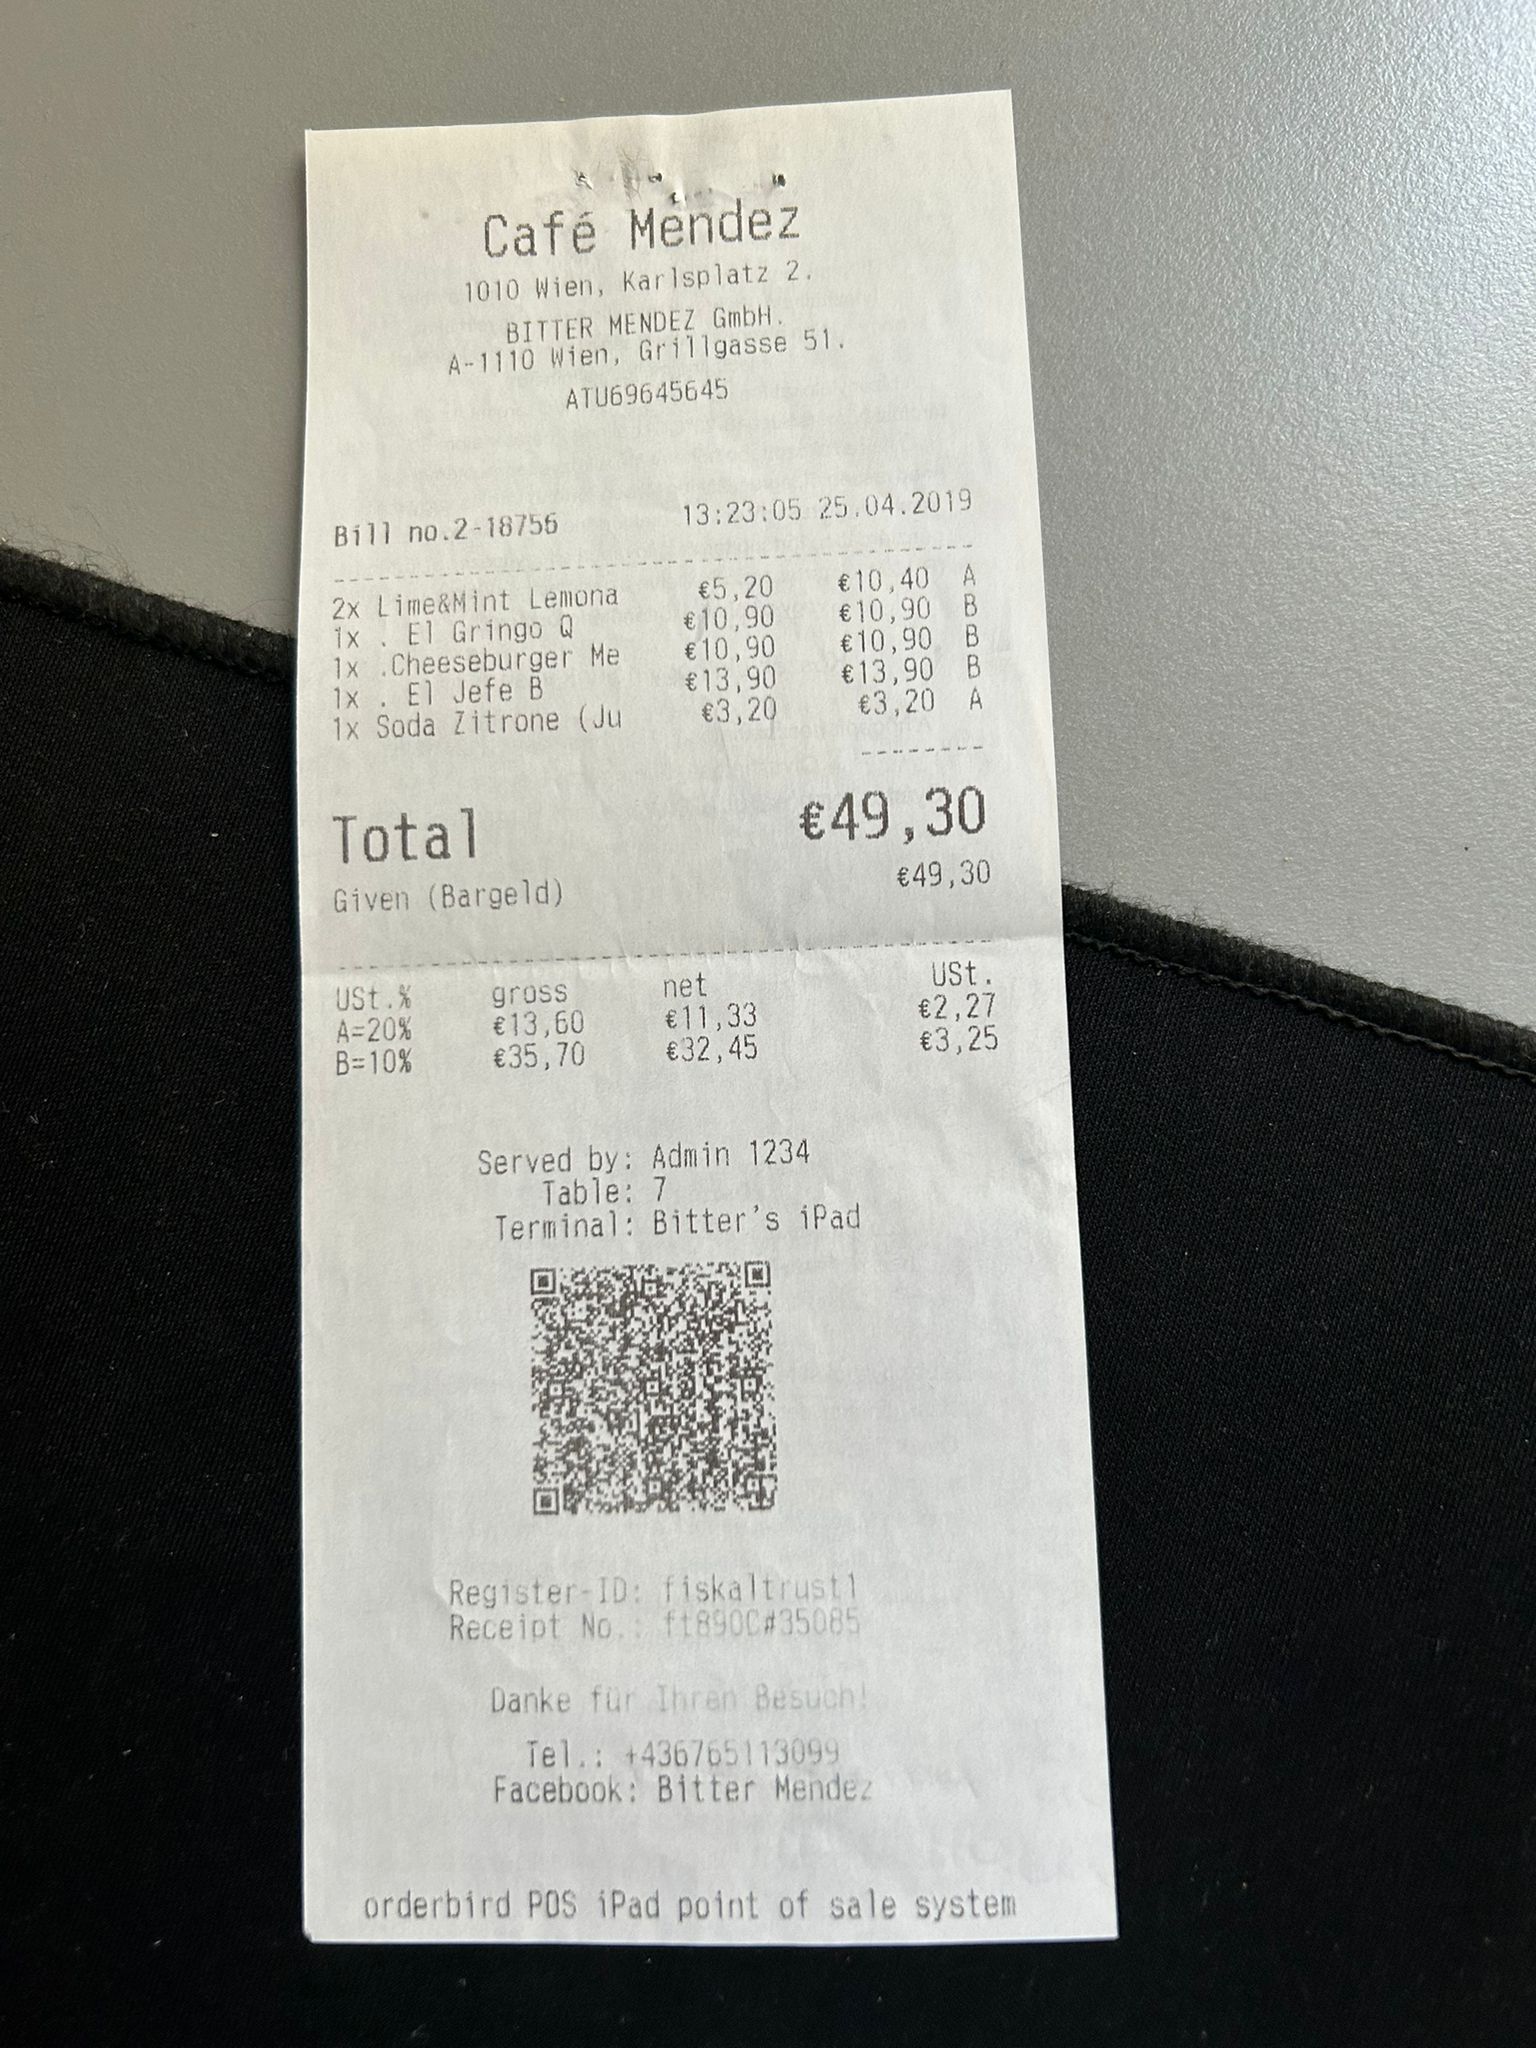 Café Mendez
1010 Wien, Karlsplatz 2.
BITTER MENDEZ GmbH.
A-1110 Wien, Grillgasse 51.
ATU69645645
Bill no.2-18756 13:23:05 25.04.2019
2x Lime&Mint Lemona €5,20 €10,40 A
1x . El Gringo Q €10,90 €10,90 B
1x .Cheeseburger Me €10,90 €10,90 B
1x . El Jefe B €13,90 €13,90 B
1x Soda Zitrone (Ju €3,20 €3,20 A
Total €49,30
Given (Bargeld) €49,30
USt.% gross net USt.
A=20% €13,60 €11,33 €2,27
B=10% €35,70 €32,45 €3,25
Served by: Admin 1234
Table: 7
Terminal: Bitter's iPad
Register-ID: fiskaltrust1
Receipt No.: ft890C#35085
Danke für Ihren Besuch!
Tel.: +436765113099
Facebook: Bitter Mendez
orderbird POS iPad point of sale system